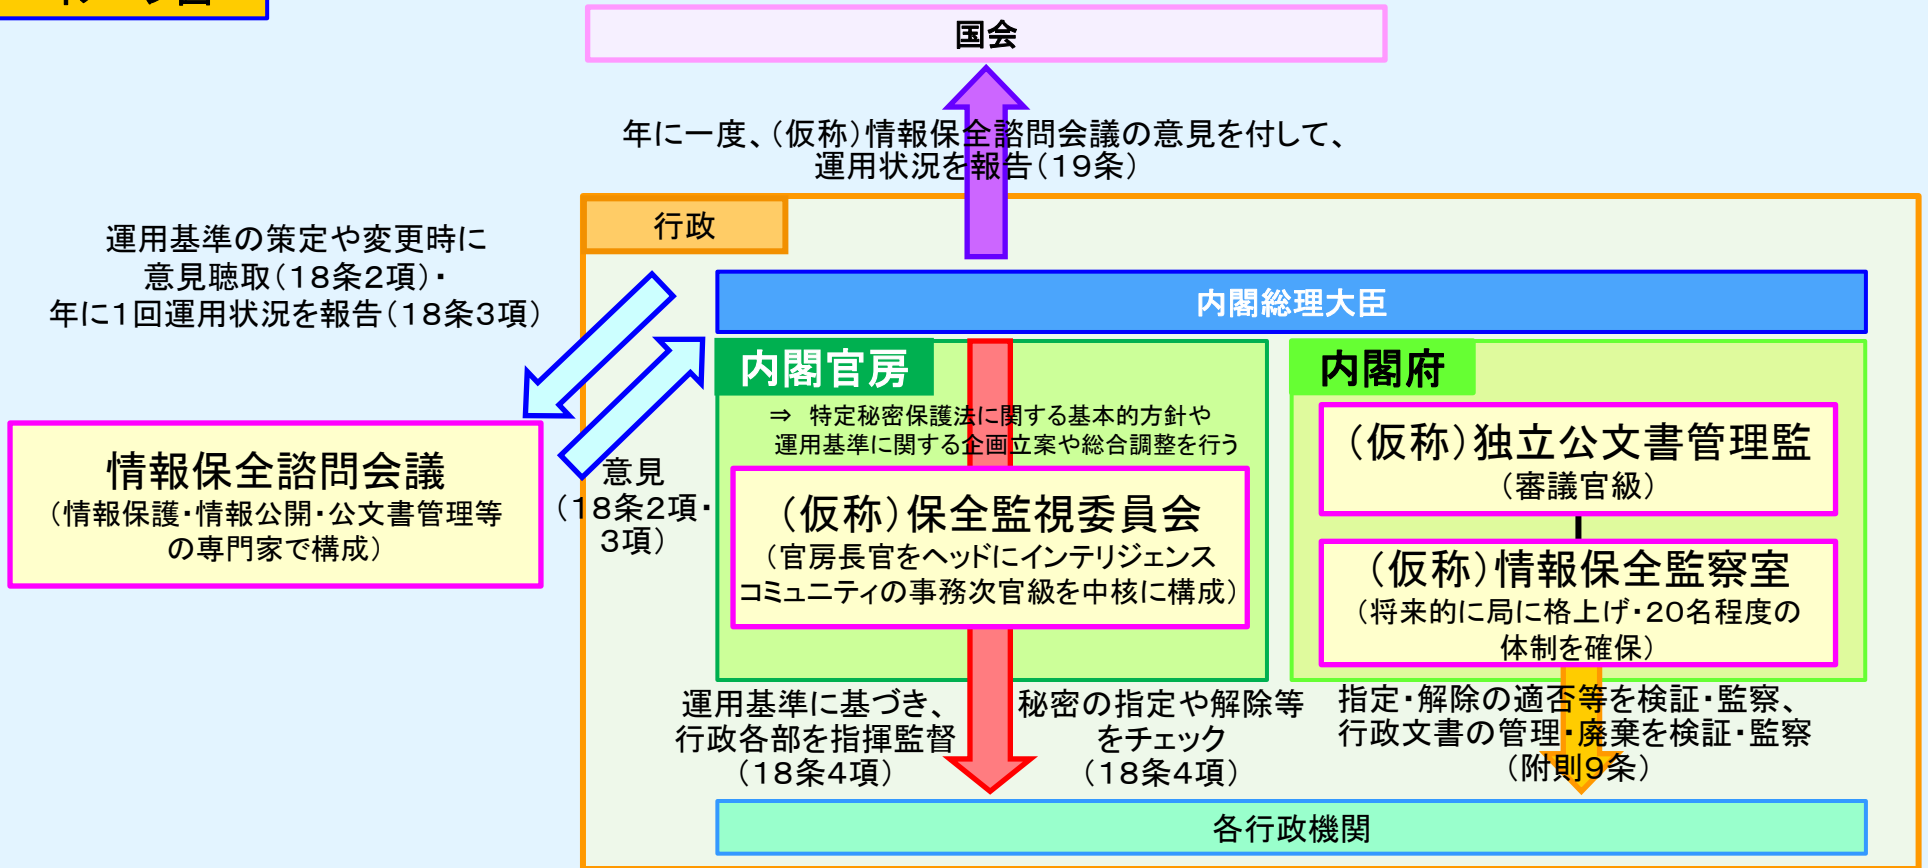 国会
年に一度、（仮称）情報保全諮問会議の意見を付して、
運用状況を報告（19条）
行政
運用基準の策定や変更時に
意見聴取（18条2項）・
年に1回運用状況を報告（18条3項）
内閣総理大臣
内閣官房
⇒　特定秘密保護法に関する基本的方針や
運用基準に関する企画立案や総合調整を行う
内閣府
（仮称）独立公文書管理監
（審議官級）
情報保全諮問会議
（情報保護・情報公開・公文書管理等
の専門家で構成）
意見
（18条2項・
3項）
（仮称）保全監視委員会
（官房長官をヘッドにインテリジェンス
コミュニティの事務次官級を中核に構成）
（仮称）情報保全監察室
（将来的に局に格上げ・20名程度の
体制を確保）
運用基準に基づき、
行政各部を指揮監督
（18条4項）
秘密の指定や解除等
をチェック
（18条4項）
指定・解除の適否等を検証・監察、
行政文書の管理・廃棄を検証・監察
（附則9条）
各行政機関